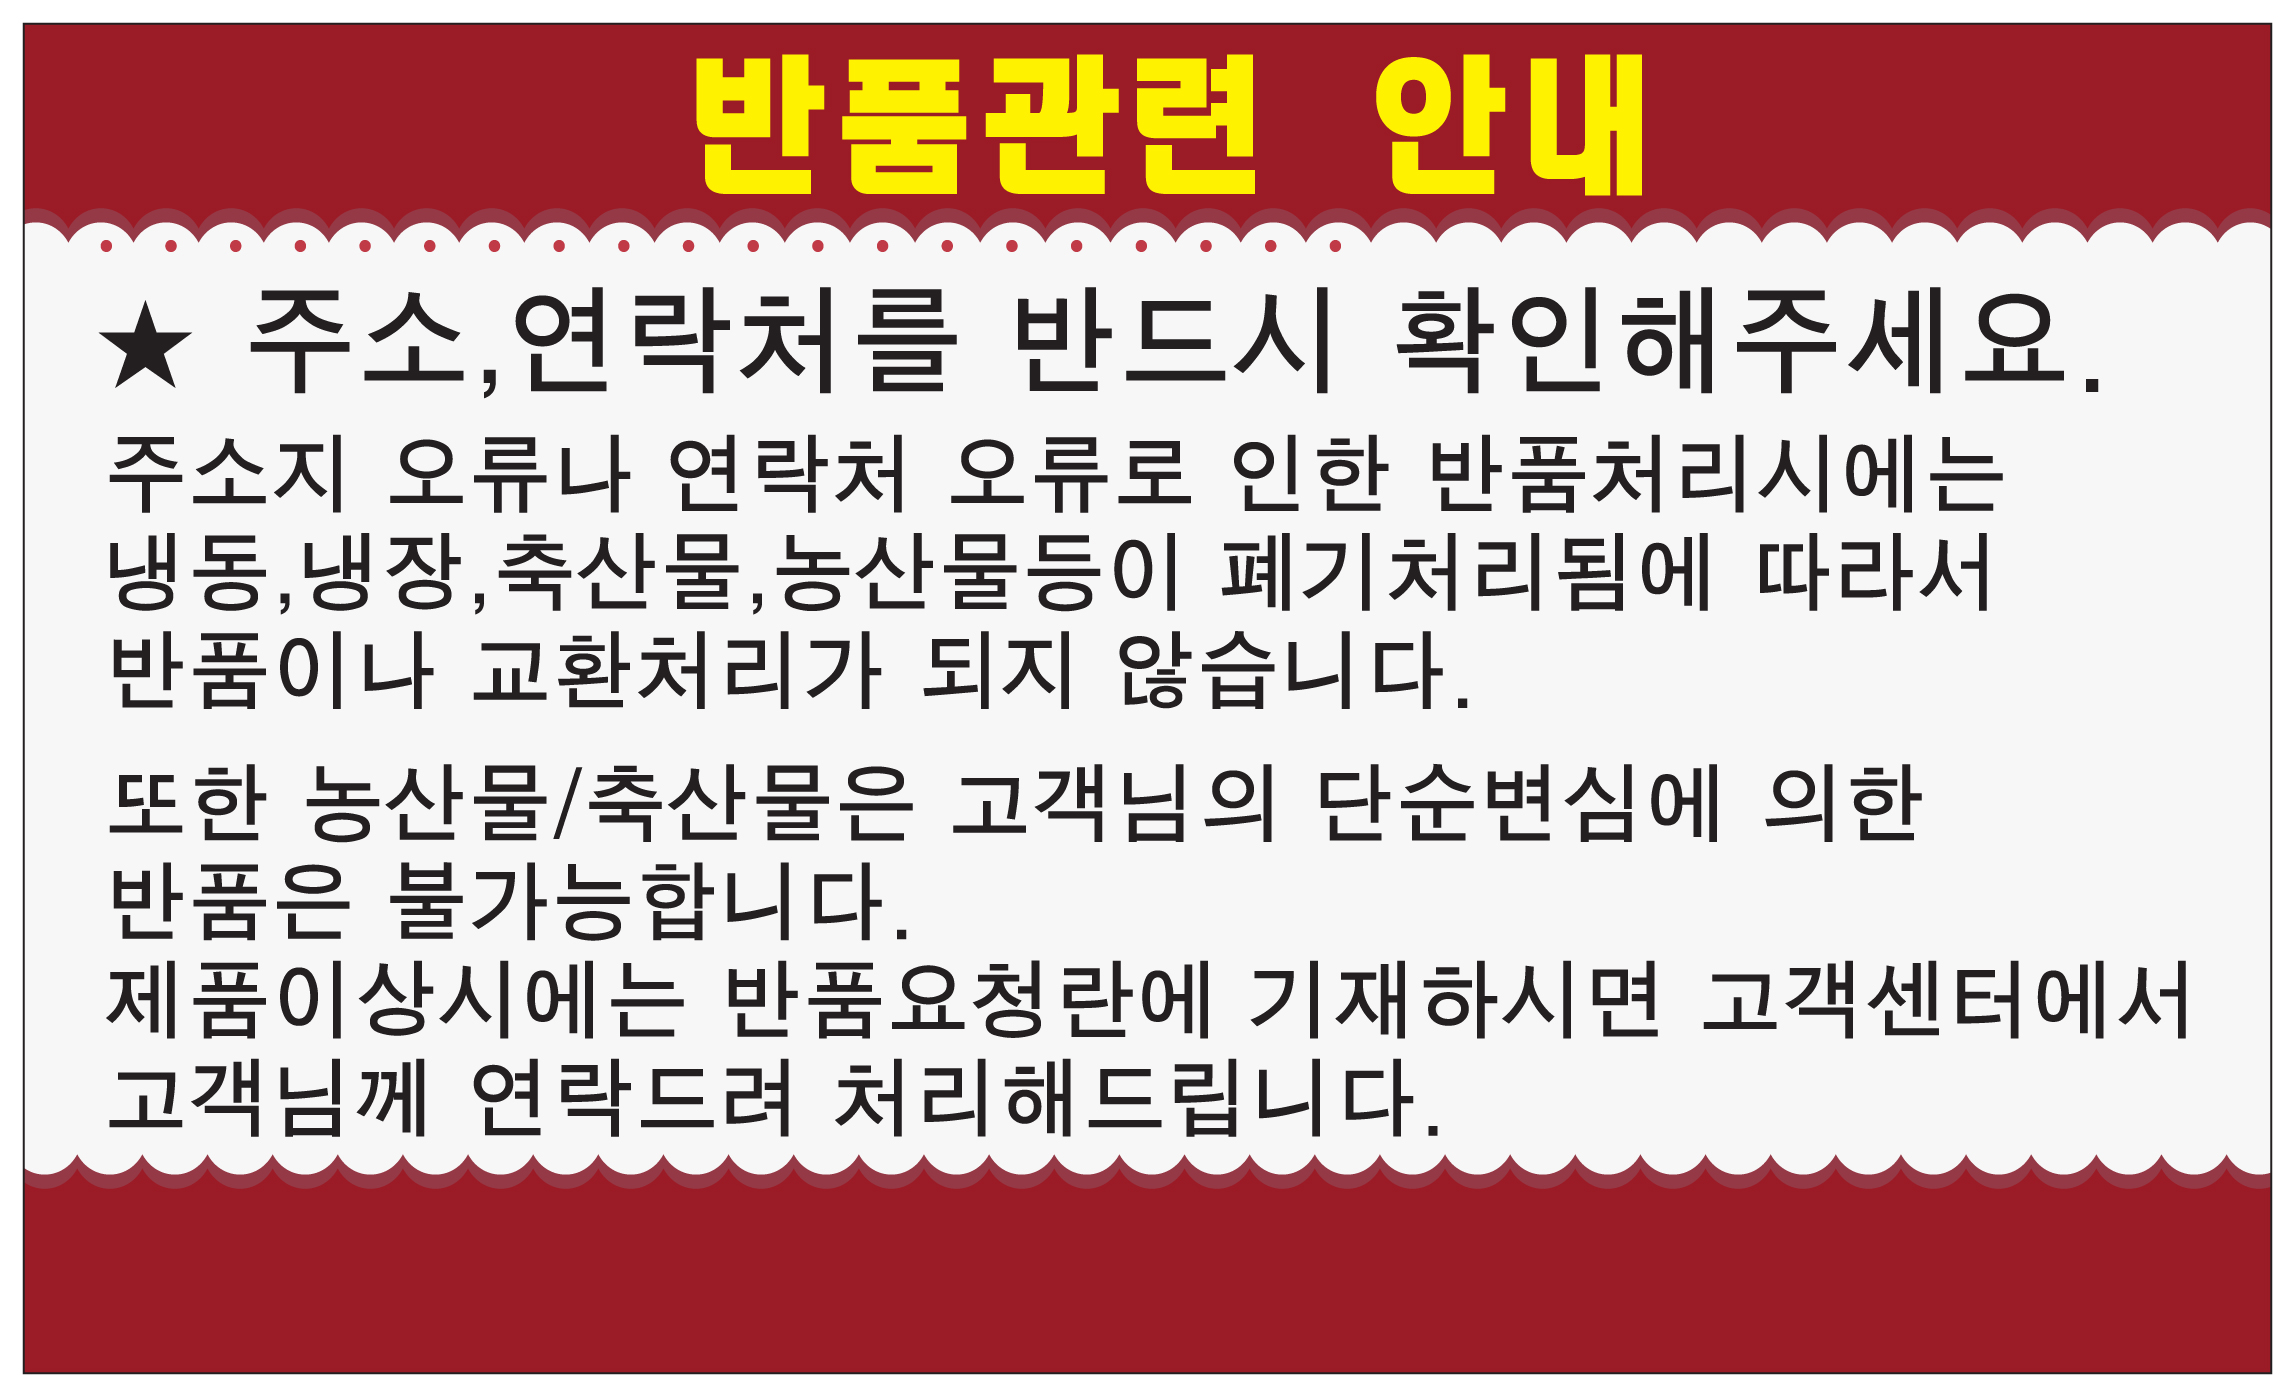 반품관련 안내
★ 주소,연락처를 반드시 확인해주세요.
주소지 오류나 연락처 오류로 인한 반품처리시에는
냉동,냉장,축산물,농산물등이 폐기처리됨에 따라서
반품이나 교환처리가 되지 않습니다.
또한 농산물/축산물은 고객님의 단순변심에 의한
반품은 불가능합니다.
제품이상시에는 반품요청란에 기재하시면 고객센터에서
고객님께 연락드려 처리해드립니다.